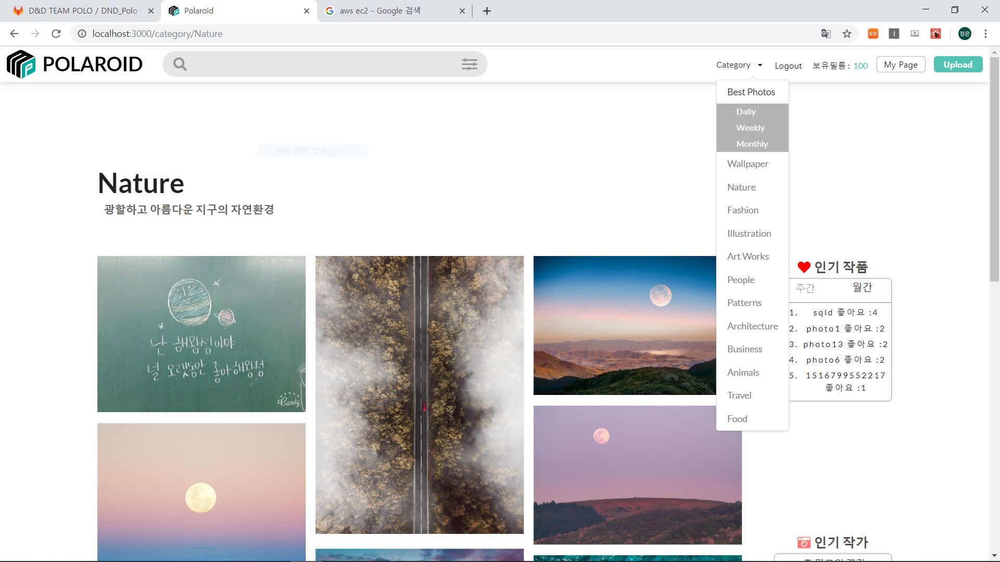 D&D TEAM POLO / DND_Polo
Polaroid
aws ec2 - Google 검색
localhost:3000/category/Nature
EX
정은
POLAROID
Category
Logout
보유필름 : 100
My Page
Upload
Best Photos
Daliy
Weekly
Monthly
Wallpaper
Nature
Fashion
Illustration
Art Works
People
Patterns
Architecture
Business
Animals
Travel
Food
전체 화면 캡처(S)
Nature
광할하고 아름다운 지구의 자연환경
난 해왕성이야
널 오랫동안 좋아해왕성
Candy
인기 작품
주간 월간
1. sqld 좋아요 :4
2. photo1 좋아요 :2
3. photo13 좋아요 :2
4. photo6 좋아요 :2
5. 1516799552217
좋아요 :1
인기 작가